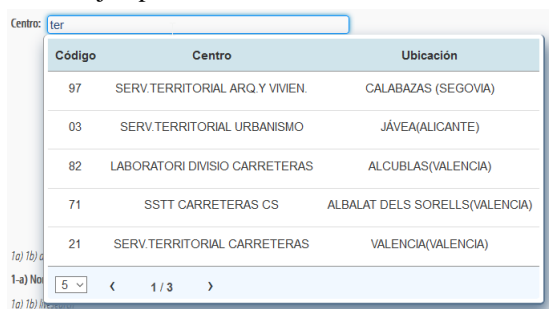 Centro: ter
Código Centro Ubicación
97 SERV.TERRITORIAL ARQ.Y VIVIEN. CALABAZAS (SEGOVIA)
03 SERV.TERRITORIAL URBANISMO JÁVEA(ALICANTE)
82 LABORATORI DIVISIO CARRETERAS ALCUBLAS(VALENCIA)
71 SSTT CARRETERAS CS ALBALAT DELS SORELLS(VALENCIA)
21 SERV.TERRITORIAL CARRETERAS VALENCIA(VALENCIA)
1a) 1b)
1-a)
5 ‹ 1 / 3 ›
1a) 1b)